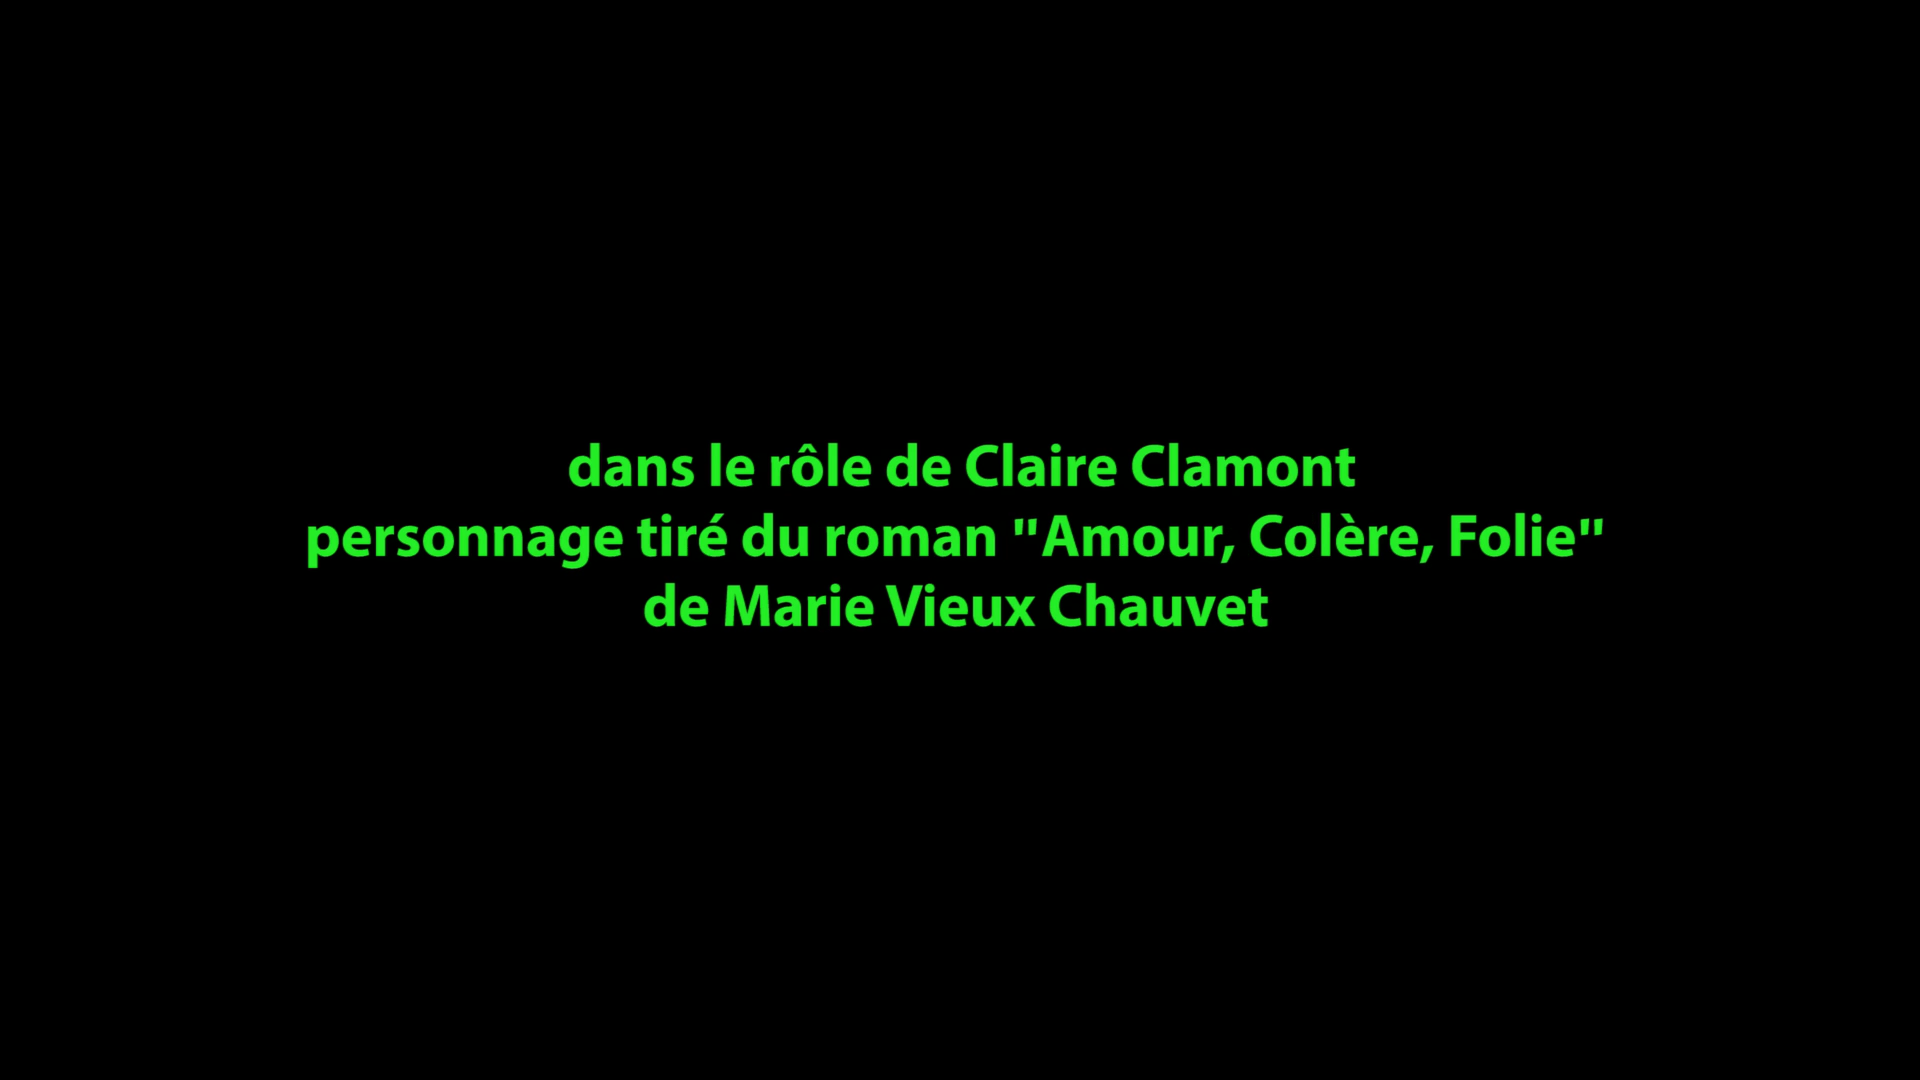 dans le rôle de Claire Clamont
personnage tiré du roman "Amour, Colère, Folie"
de Marie Vieux Chauvet